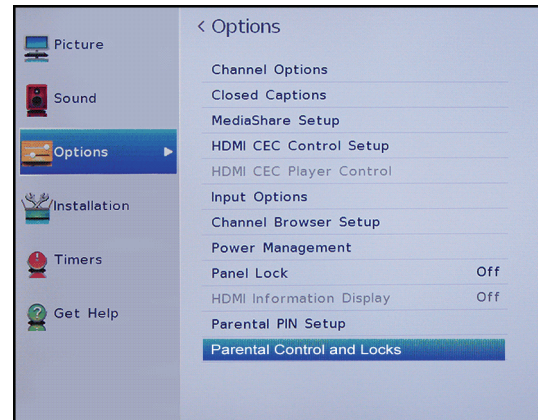 Picture
Sound
Options
Installation
Timers
Get Help
< Options
Channel Options
Closed Captions
MediaShare Setup
HDMI CEC Control Setup
HDMI CEC Player Control
Input Options
Channel Browser Setup
Power Management
Panel Lock Off
HDMI Information Display Off
Parental PIN Setup
Parental Control and Locks